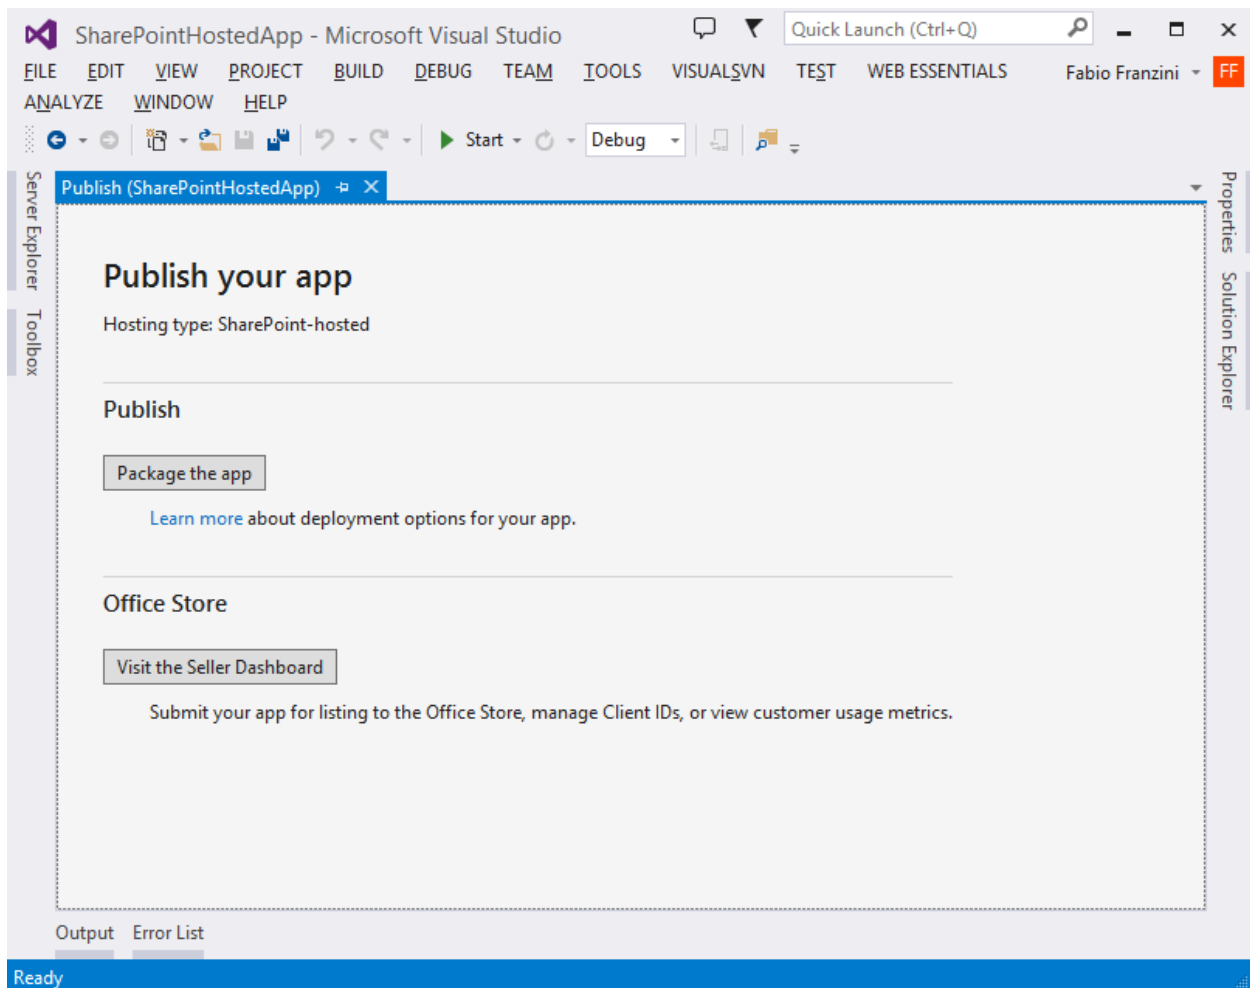 SharePointHostedApp - Microsoft Visual Studio
Quick Launch (Ctrl+Q)
FILE EDIT VIEW PROJECT BUILD DEBUG TEAM TOOLS VISUALSVN TEST WEB ESSENTIALS Fabio Franzini FF
ANALYZE WINDOW HELP
Start Debug
Server Explorer
Toolbox
Publish (SharePointHostedApp)
Publish your app
Hosting type: SharePoint-hosted
Publish
Package the app
Learn more about deployment options for your app.
Office Store
Visit the Seller Dashboard
Submit your app for listing to the Office Store, manage Client IDs, or view customer usage metrics.
Properties
Solution Explorer
Output Error List
Ready